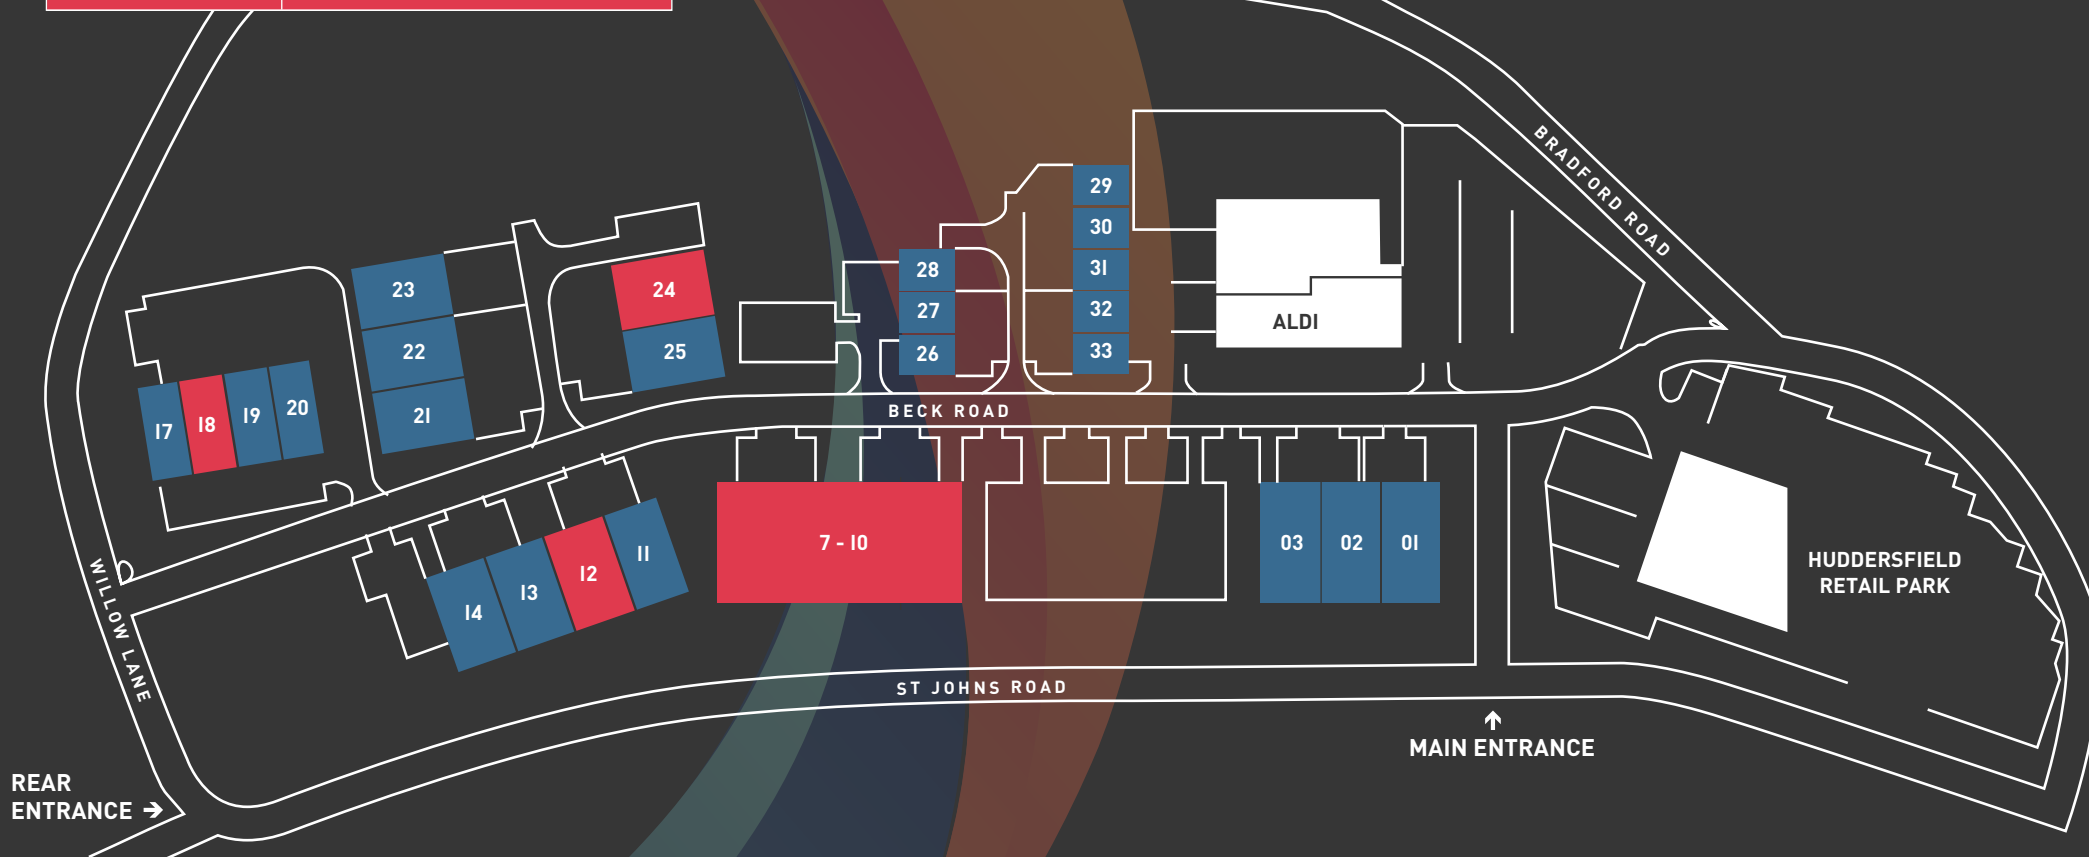 BRADFORD ROAD
29
30
31
32
33
28
27
26
ALDI
23
22
21
24
25
17
18
19
20
BECK ROAD
14
13
12
11
7 - 10
03
02
01
HUDDERSFIELD
RETAIL PARK
WILLOW LANE
ST JOHNS ROAD
MAIN ENTRANCE
REAR
ENTRANCE